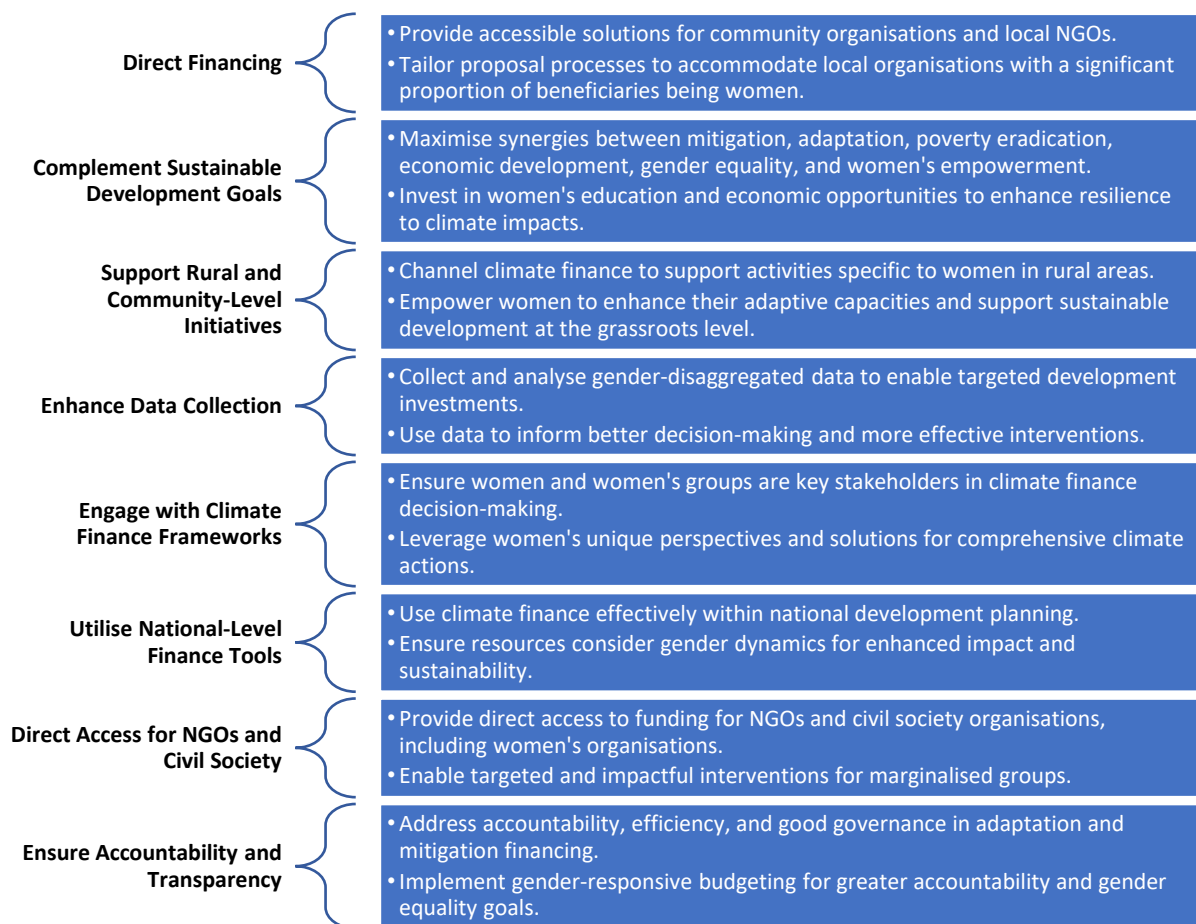 Direct Financing
• Provide accessible solutions for community organisations and local NGOs.
• Tailor proposal processes to accommodate local organisations with a significant
proportion of beneficiaries being women.
Complement Sustainable
Development Goals
• Maximise synergies between mitigation, adaptation, poverty eradication,
economic development, gender equality, and women's empowerment.
• Invest in women's education and economic opportunities to enhance resilience
to climate impacts.
Support Rural and
Community-Level
Initiatives
• Channel climate finance to support activities specific to women in rural areas.
• Empower women to enhance their adaptive capacities and support sustainable
development at the grassroots level.
Enhance Data Collection
• Collect and analyse gender-disaggregated data to enable targeted development
investments.
• Use data to inform better decision-making and more effective interventions.
Engage with Climate
Finance Frameworks
• Ensure women and women's groups are key stakeholders in climate finance
decision-making.
• Leverage women's unique perspectives and solutions for comprehensive climate
actions.
Utilise National-Level
Finance Tools
• Use climate finance effectively within national development planning.
• Ensure resources consider gender dynamics for enhanced impact and
sustainability.
Direct Access for NGOs and
Civil Society
• Provide direct access to funding for NGOs and civil society organisations,
including women's organisations.
• Enable targeted and impactful interventions for marginalised groups.
Ensure Accountability and
Transparency
• Address accountability, efficiency, and good governance in adaptation and
mitigation financing.
• Implement gender-responsive budgeting for greater accountability and gender
equality goals.